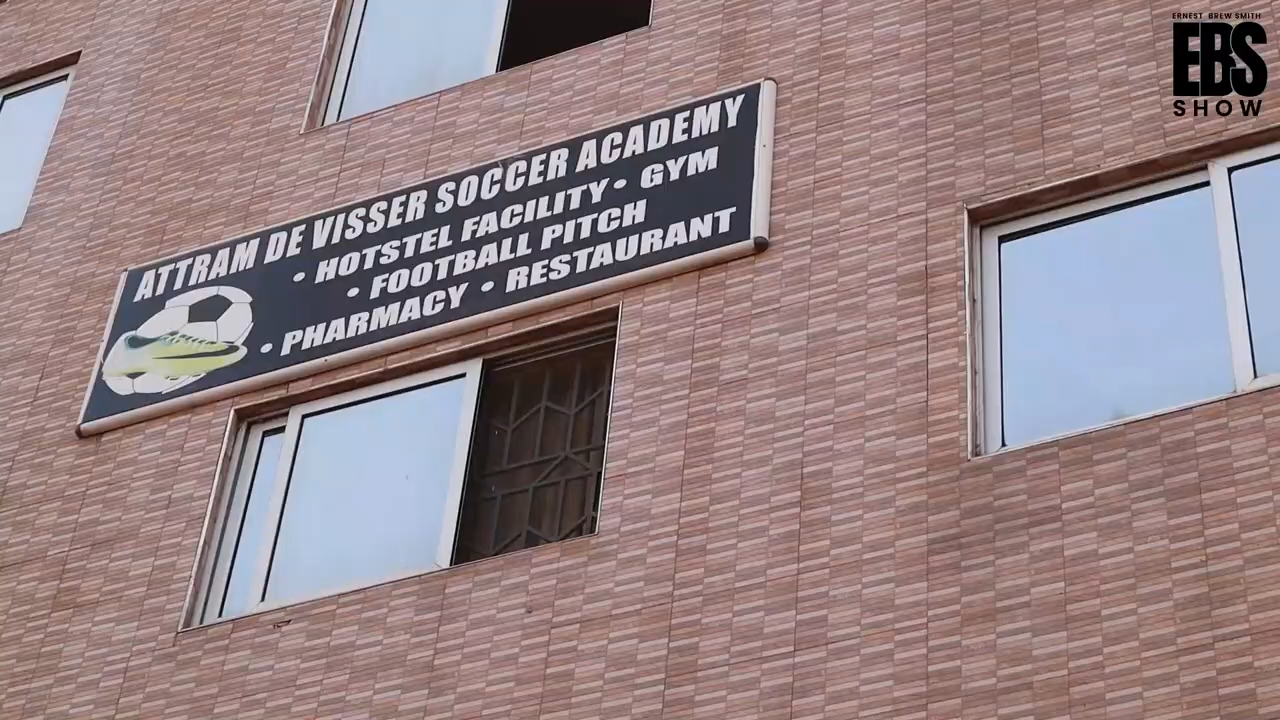 ERNEST BREW SMITH
EBS
SHOW
ATTRAM DE VISSER SOCCER ACADEMY
• HOTSTEL FACILITY • GYM
• FOOTBALL PITCH
• PHARMACY • RESTAURANT